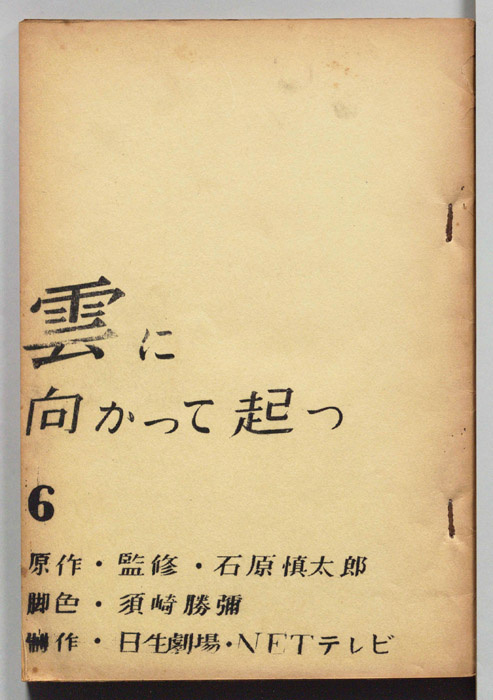 雲に
向かって起つ
6
原作・監修・石原慎太郎
脚色・須崎勝彌
制作・日生劇場・NETテレビ